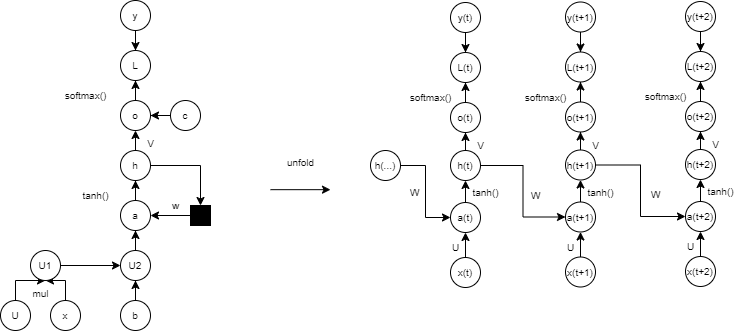 y
y(t)
y(t+1)
y(t+2)
L
L(t)
L(t+1)
L(t+2)
softmax()
softmax()
softmax()
softmax()
o
c
o(t)
o(t+1)
o(t+2)
V
V
V
V
unfold
h
h(...)
h(t)
h(t+1)
h(t+2)
tanh()
W
tanh()
W
tanh()
W
tanh()
w
a
a(t)
a(t+1)
a(t+2)
U
U
U
U1
U2
x(t)
x(t+1)
x(t+2)
mul
U
x
b